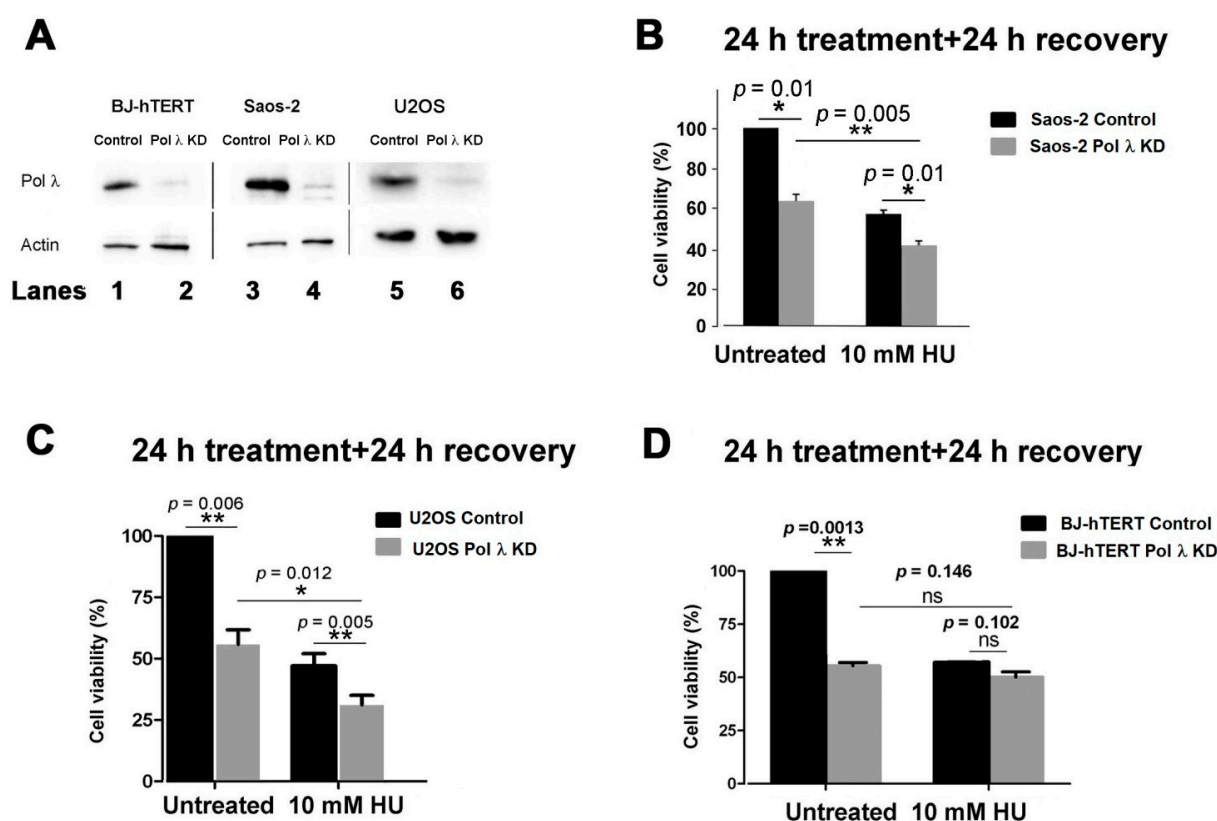 A
BJ-hTERT Saos-2 U2OS
Control Pol λ KD Control Pol λ KD Control Pol λ KD
Pol λ
Actin
Lanes 1 2 3 4 5 6
B 24 h treatment+24 h recovery
p = 0.01
*
p = 0.005
**
p = 0.01
*
Saos-2 Control
Saos-2 Pol λ KD
Cell viability (%)
100
80
60
40
60
80
0
Untreated 10 mM HU
C 24 h treatment+24 h recovery
p = 0.006
**
p = 0.012
*
p = 0.005
**
U2OS Control
U2OS Pol λ KD
Cell viability (%)
100
75
50
25
0
Untreated 10 mM HU
D 24 h treatment+24 h recovery
p =0.0013
**
p = 0.146
ns
p = 0.102
ns
BJ-hTERT Control
BJ-hTERT Pol λ KD
Cell viability (%)
100
75
50
25
0
Untreated 10 mM HU